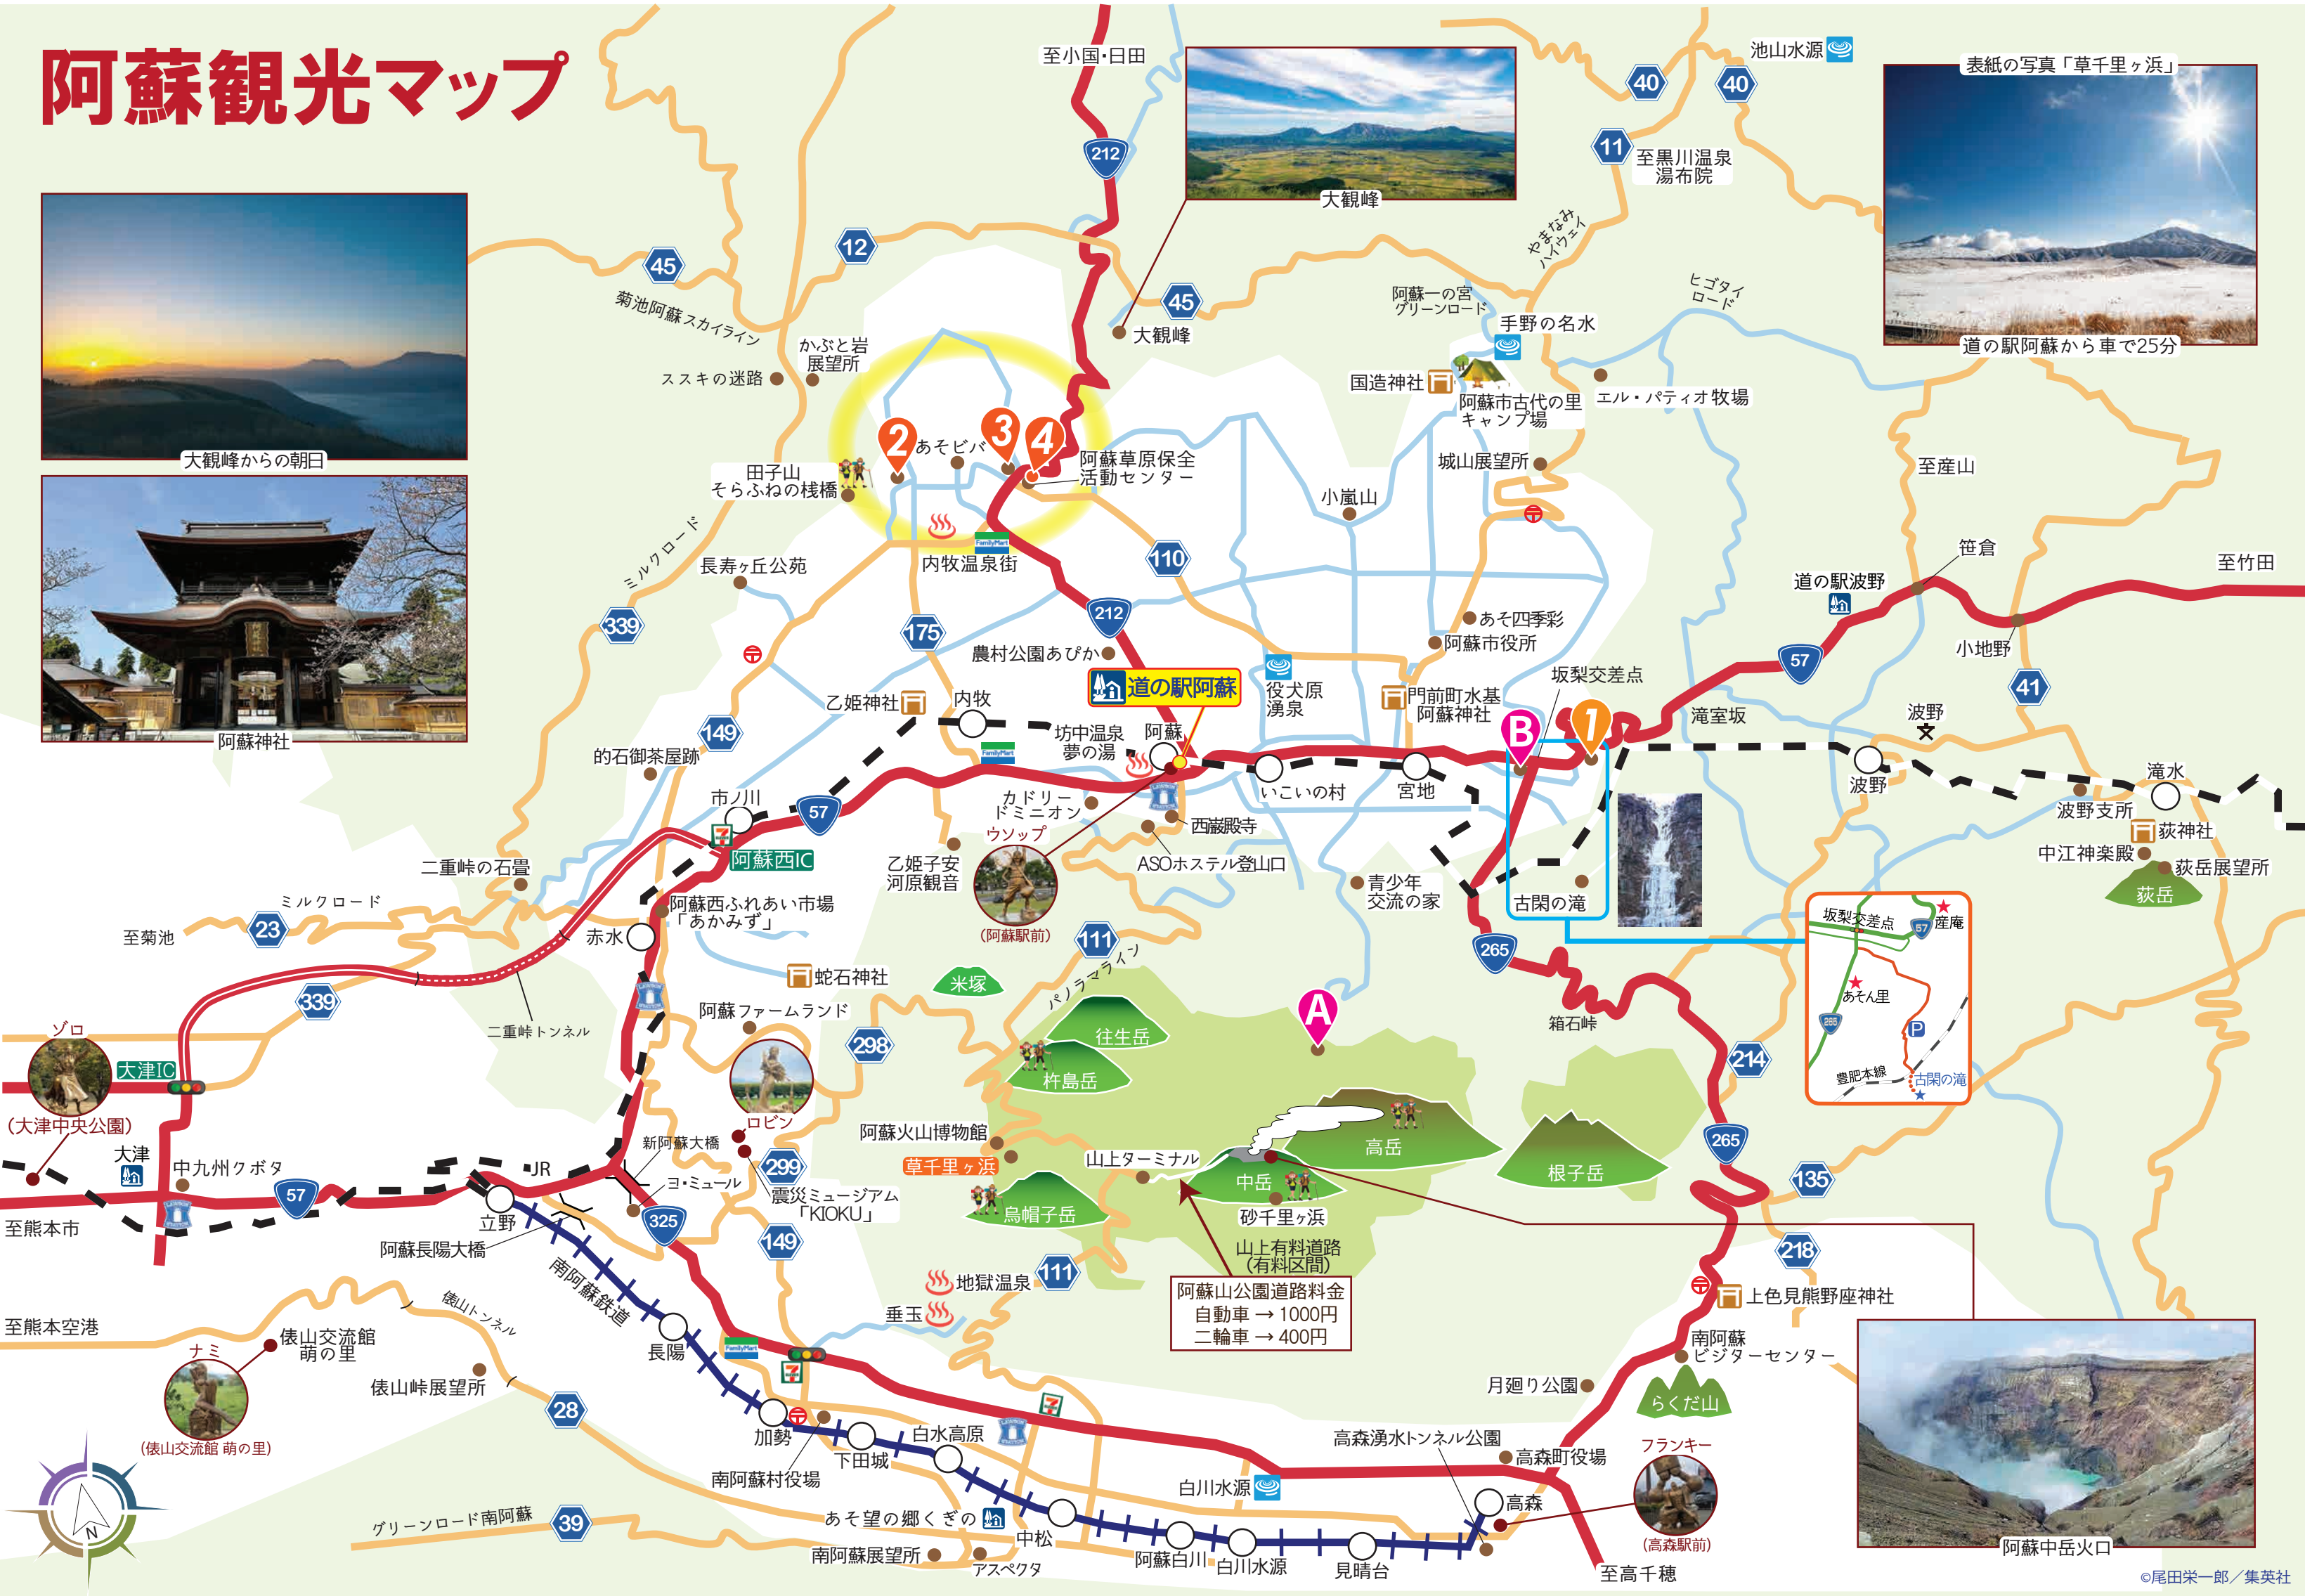 阿蘇観光マップ
至小国・日田
212
大観峰
池山水源
40
40
11
至黒川温泉
湯布院
表紙の写真「草千里ヶ浜」
道の駅阿蘇から車で25分
大観峰からの朝日
阿蘇神社
45
12
菊池阿蘇スカイライン
かぶと岩
展望所
ススキの迷路
45
大観峰
やまなみ
ハイウェイ
阿蘇一の宮
グリーンロード
手野の名水
ヒゴタイ
ロード
国造神社
阿蘇市古代の里
キャンプ場
エル・パティオ牧場
2
あそビバ
3
4
阿蘇草原保全
活動センター
田子山
そらふねの桟橋
城山展望所
小嵐山
至産山
笹倉
至竹田
ミルクロード
長寿ヶ丘公苑
FamilyMart
内牧温泉街
110
339
175
212
農村公園あぴか
あそ四季彩
阿蘇市役所
道の駅波野
小地野
57
41
道の駅阿蘇
役犬原
湧泉
門前町水基
阿蘇神社
坂梨交差点
B
1
滝室坂
波野
乙姫神社
内牧
坊中温泉
夢の湯
阿蘇
149
的石御茶屋跡
FamilyMart
市ノ川
57
カドリー
ドミニオン
いこいの村
宮地
波野
滝水
波野支所
荻神社
中江神楽殿
荻岳展望所
荻岳
阿蘇西IC
ウソップ
(阿蘇駅前)
乙姫子安
河原観音
西巌殿寺
ASOホステル登山口
青少年
交流の家
古閑の滝
二重峠の石畳
ミルクロード
23
至菊池
阿蘇西ふれあい市場
「あかみず」
赤水
蛇石神社
111
パノラマライン
265
坂梨交差点
57
産庵
あそん里
265
P
豊肥本線
古閑の滝
339
二重峠トンネル
阿蘇ファームランド
米塚
往生岳
杵島岳
A
箱石峠
298
214
ゾロ
大津IC
(大津中央公園)
ロビン
阿蘇火山博物館
草千里ヶ浜
烏帽子岳
山上ターミナル
中岳
高岳
根子岳
265
135
大津
中九州クボタ
JR
新阿蘇大橋
ヨ・ミュール
299
震災ミュージアム
「KIOKU」
砂千里ヶ浜
57
至熊本市
立野
325
149
阿蘇長陽大橋
南阿蘇鉄道
地獄温泉
111
垂玉
山上有料道路
(有料区間)
阿蘇山公園道路料金
自動車→1000円
二輪車→400円
218
上色見熊野座神社
至熊本空港
俵山トンネル
俵山交流館
萌の里
ナミ
(俵山交流館 萌の里)
俵山峠展望所
長陽
FamilyMart
南阿蘇
ビジターセンター
月廻り公園
らくだ山
28
加勢
南阿蘇村役場
下田城
白水高原
高森湧水トンネル公園
高森町役場
フランキー
(高森駅前)
白川水源
高森
グリーンロード南阿蘇
39
あそ望の郷くぎの
中松
南阿蘇展望所
アスペクタ
阿蘇白川
白川水源
見晴台
至高千穂
阿蘇中岳火口
N
©尾田栄一郎／集英社